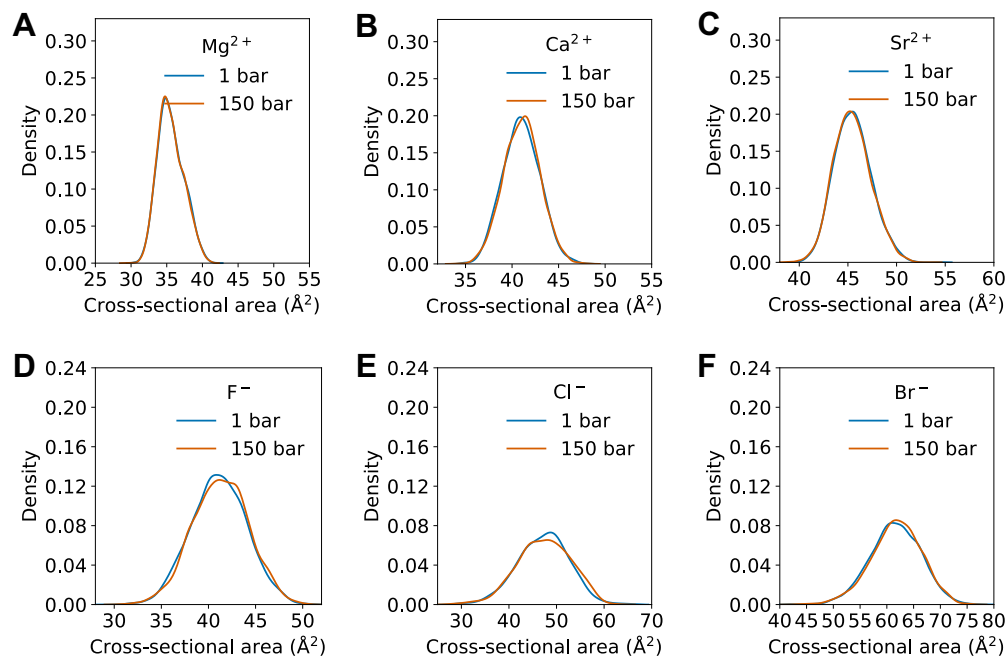 A
Mg²⁺
1 bar
150 bar
0.30
0.25
0.20
0.15
0.10
0.05
0.00
Density
25 30 35 40 45 50 55
Cross-sectional area (Å²)
B
Ca²⁺
1 bar
150 bar
0.30
0.25
0.20
0.15
0.10
0.05
0.00
Density
35 40 45 50 55
Cross-sectional area (Å²)
C
Sr²⁺
1 bar
150 bar
0.30
0.25
0.20
0.15
0.10
0.05
0.00
Density
40 45 50 55 60
Cross-sectional area (Å²)
D
F⁻
1 bar
150 bar
0.24
0.20
0.16
0.12
0.08
0.04
0.00
Density
30 35 40 45 50
Cross-sectional area (Å²)
E
Cl⁻
1 bar
150 bar
0.24
0.20
0.16
0.12
0.08
0.04
0.00
Density
30 40 50 60 70
Cross-sectional area (Å²)
F
Br⁻
1 bar
150 bar
0.24
0.20
0.16
0.12
0.08
0.04
0.00
Density
40 45 50 55 60 65 70 75 80
Cross-sectional area (Å²)